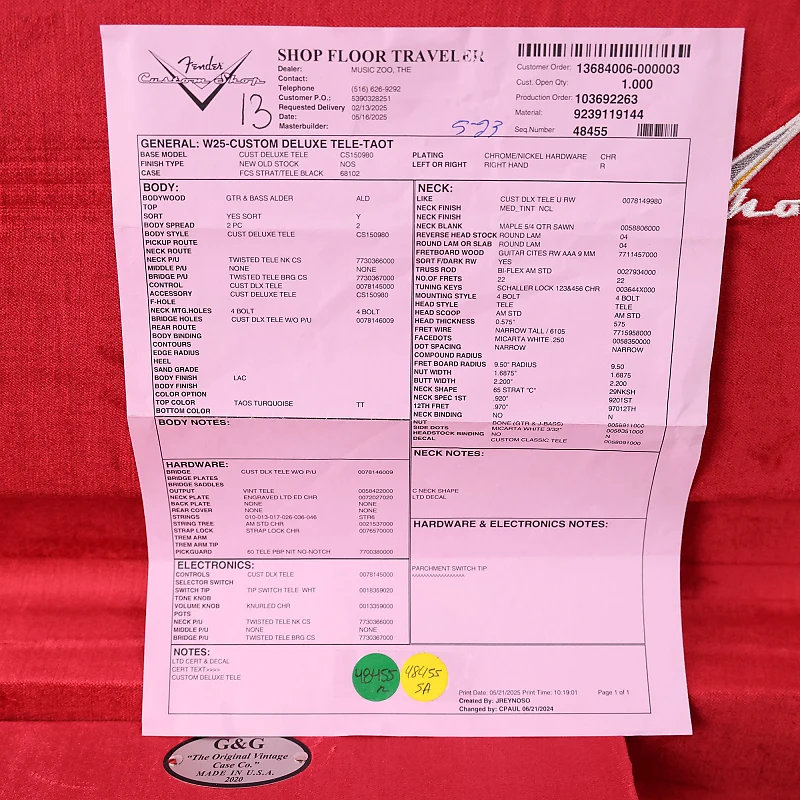 Fender
Custom Shop
13
SHOP FLOOR TRAVELER
Dealer: MUSIC ZOO, THE
Contact:
Telephone (516) 626-9292
Customer P.O.: 5390328251
Requested Delivery 02/13/2025
Date: 05/16/2025
Masterbuilder:
5-23
Customer Order: 13684006-000003
Cust. Open Qty: 1.000
Production Order: 103692263
Material: 9239119144
Seq.Number 48455
GENERAL: W25-CUSTOM DELUXE TELE-TAOT
BASE MODEL CUST DELUXE TELE CS150980
FINISH TYPE NEW OLD STOCK NOS
CASE FCS STRAT/TELE BLACK 68102
PLATING CHROME/NICKEL HARDWARE CHR
LEFT OR RIGHT RIGHT HAND R
BODY:
BODYWOOD GTR & BASS ALDER ALD
TOP
SORT YES SORT Y
BODY SPREAD 2 PC 2
BODY STYLE CUST DELUXE TELE CS150980
PICKUP ROUTE
NECK ROUTE
NECK P/U TWISTED TELE NK CS 7730366000
MIDDLE P/U NONE NONE
BRIDGE P/U TWISTED TELE BRG CS 7730367000
CONTROL CUST DLX TELE 0078145000
ACCESSORY CUST DELUXE TELE CS150980
F-HOLE
NECK MTG.HOLES 4 BOLT 4 BOLT
BRIDGE HOLES CUST DLX TELE W/O P/U 0078146009
REAR ROUTE
BODY BINDING
CONTOURS
EDGE RADIUS
HEEL
SAND GRADE
BODY FINISH LAC
BODY FINISH
COLOR OPTION
TOP COLOR TAOS TURQUOISE TT
BOTTOM COLOR
BODY NOTES:
HARDWARE:
BRIDGE CUST DLX TELE W/O P/U 0078146009
BRIDGE PLATES
BRIDGE SADDLES
OUTPUT VINT TELE 0058422000
NECK PLATE ENGRAVED LTD ED CHR 0072027020
BACK PLATE NONE NONE
REAR COVER NONE NONE
STRINGS 010-013-017-026-036-046 STR6
STRING TREE AM STD CHR 0021537000
STRAP LOCK STRAP LOCK CHR 0076570000
TREM ARM
TREM ARM TIP
PICKGUARD 60 TELE PBP NIT NO-NOTCH 7700380000
ELECTRONICS:
CONTROLS CUST DLX TELE 0078145000
SELECTOR SWITCH
SWITCH TIP TIP SWITCH TELE WHT 0018359020
TONE KNOB
VOLUME KNOB KNURLED CHR 0013359000
POTS
NECK P/U TWISTED TELE NK CS 7730366000
MIDDLE P/U NONE NONE
BRIDGE P/U TWISTED TELE BRG CS 7730367000
NECK:
LIKE CUST DLX TELE U RW 0078149980
NECK FINISH MED_TINT NCL
NECK FINISH
NECK BLANK MAPLE 5/4 QTR SAWN 0058806000
REVERSE HEAD STOCK ROUND LAM 04
ROUND LAM OR SLAB ROUND LAM 04
FRETBOARD WOOD GUITAR CITES RW AAA 9 MM 7711457000
SORT F/DARK RW YES
TRUSS ROD BI-FLEX AM STD 0027934000
NO.OF FRETS 22 22
TUNING KEYS SCHALLER LOCK 123&456 CHR 003644X000
MOUNTING STYLE 4 BOLT 4 BOLT
HEAD STYLE TELE TELE
HEAD SCOOP AM STD AM STD
HEAD THICKNESS 0.575" 575
FRET WIRE NARROW TALL / 6105 7715958000
FACEDOTS MICARTA WHITE .250 0058350000
DOT SPACING NARROW NARROW
COMPOUND RADIUS
FRET BOARD RADIUS 9.50" RADIUS 9.50
NUT WIDTH 1.6875" 1.6875
BUTT WIDTH 2.200" 2.200
NECK SHAPE 65 STRAT "C" 29NKSH
NECK SPEC 1ST .920" 9201ST
12TH FRET .970" 97012TH
NECK BINDING NO N
NUT BONE (GTR & J-BASS) 0055911000
SIDE DOTS MICARTA WHITE 3/32" 0058351000
HEADSTOCK BINDING NO N
DECAL CUSTOM CLASSIC TELE 0058091000
NECK NOTES:
C NECK SHAPE
LTD DECAL
HARDWARE & ELECTRONICS NOTES:
PARCHMENT SWITCH TIP
^^^^^^^^^^^^^^^^^^
NOTES:
LTD CERT & DECAL
CERT TEXT>>>>
CUSTOM DELUXE TELE
48455
n
48455
SA
Print Date: 05/21/2025 Print Time: 10:19:01 Page 1 of 1
Created By: JREYNOSO
Changed by: CPAUL 06/21/2024
G&G
"The Original Vintage
Case Co."
MADE IN U.S.A.
2020